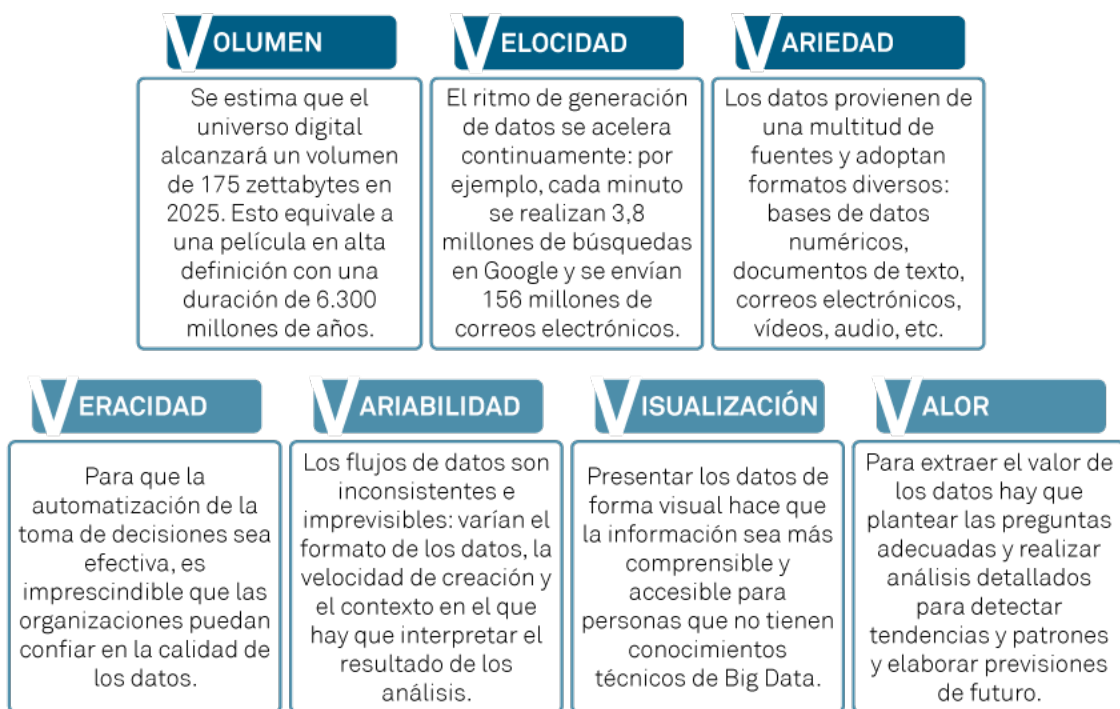 VOLUMEN
Se estima que el
universo digital
alcanzará un volumen
de 175 zettabytes en
2025. Esto equivale a
una película en alta
definición con una
duración de 6.300
millones de años.
VELOCIDAD
El ritmo de generación
de datos se acelera
continuamente: por
ejemplo, cada minuto
se realizan 3,8
millones de búsquedas
en Google y se envían
156 millones de
correos electrónicos.
VARIEDAD
Los datos provienen de
una multitud de
fuentes y adoptan
formatos diversos:
bases de datos
numéricos,
documentos de texto,
correos electrónicos,
vídeos, audio, etc.
VERACIDAD
Para que la
automatización de la
toma de decisiones sea
efectiva, es
imprescindible que las
organizaciones puedan
confiar en la calidad de
los datos.
VARIABILIDAD
Los flujos de datos son
inconsistentes e
imprevisibles: varían el
formato de los datos, la
velocidad de creación y
el contexto en el que
hay que interpretar el
resultado de los
análisis.
VISUALIZACIÓN
Presentar los datos de
forma visual hace que
la información sea más
comprensible y
accesible para
personas que no tienen
conocimientos
técnicos de Big Data.
VALOR
Para extraer el valor de
los datos hay que
plantear las preguntas
adecuadas y realizar
análisis detallados
para detectar
tendencias y patrones
y elaborar previsiones
de futuro.